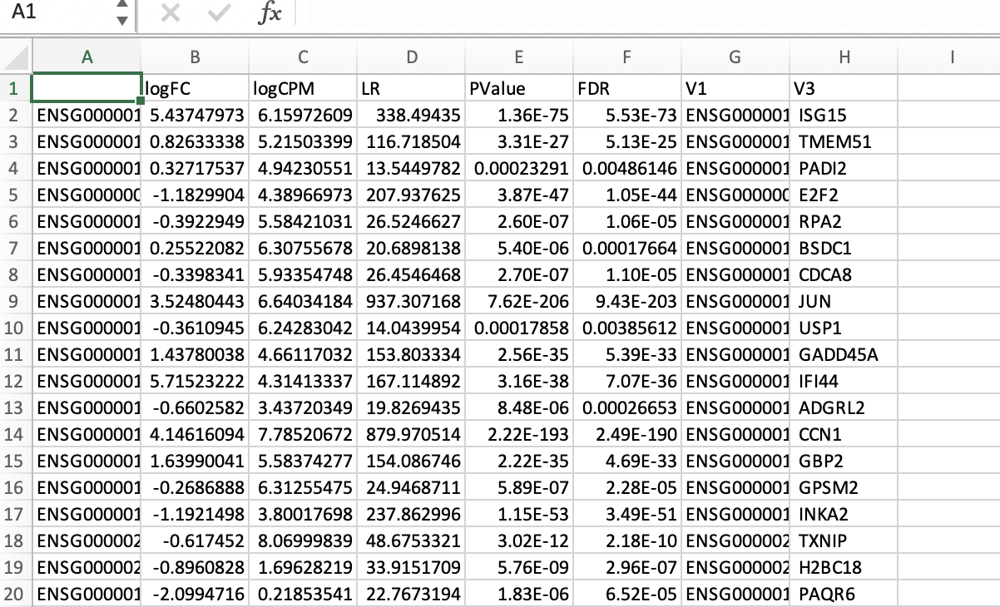 A1 fx
A B C D E F G H I
1 logFC logCPM LR PValue FDR V1 V3
2 ENSG000001 5.43747973 6.15972609 338.49435 1.36E-75 5.53E-73 ENSG000001 ISG15
3 ENSG000001 0.82633338 5.21503399 116.718504 3.31E-27 5.13E-25 ENSG000001 TMEM51
4 ENSG000001 0.32717537 4.94230551 13.5449782 0.00023291 0.00486146 ENSG000001 PADI2
5 ENSG000000 -1.1829904 4.38966973 207.937625 3.87E-47 1.05E-44 ENSG000000 E2F2
6 ENSG000001 -0.3922949 5.58421031 26.5246627 2.60E-07 1.06E-05 ENSG000001 RPA2
7 ENSG000001 0.25522082 6.30755678 20.6898138 5.40E-06 0.00017664 ENSG000001 BSDC1
8 ENSG000001 -0.3398341 5.93354748 26.4546468 2.70E-07 1.10E-05 ENSG000001 CDCA8
9 ENSG000001 3.52480443 6.64034184 937.307168 7.62E-206 9.43E-203 ENSG000001 JUN
10 ENSG000001 -0.3610945 6.24283042 14.0439954 0.00017858 0.00385612 ENSG000001 USP1
11 ENSG000001 1.43780038 4.66117032 153.803334 2.56E-35 5.39E-33 ENSG000001 GADD45A
12 ENSG000001 5.71523222 4.31413337 167.114892 3.16E-38 7.07E-36 ENSG000001 IFI44
13 ENSG000001 -0.6602582 3.43720349 19.8269435 8.48E-06 0.00026653 ENSG000001 ADGRL2
14 ENSG000001 4.14616094 7.78520672 879.970514 2.22E-193 2.49E-190 ENSG000001 CCN1
15 ENSG000001 1.63990041 5.58374277 154.086746 2.22E-35 4.69E-33 ENSG000001 GBP2
16 ENSG000001 -0.2686888 6.31255475 24.9468711 5.89E-07 2.28E-05 ENSG000001 GPSM2
17 ENSG000001 -1.1921498 3.80017698 237.862996 1.15E-53 3.49E-51 ENSG000001 INKA2
18 ENSG000002 -0.617452 8.06999839 48.6753321 3.02E-12 2.18E-10 ENSG000002 TXNIP
19 ENSG000002 -0.8960828 1.69628219 33.9151709 5.76E-09 2.96E-07 ENSG000002 H2BC18
20 ENSG000001 -2.0994716 0.21853541 22.7673194 1.83E-06 6.52E-05 ENSG000001 PAQR6